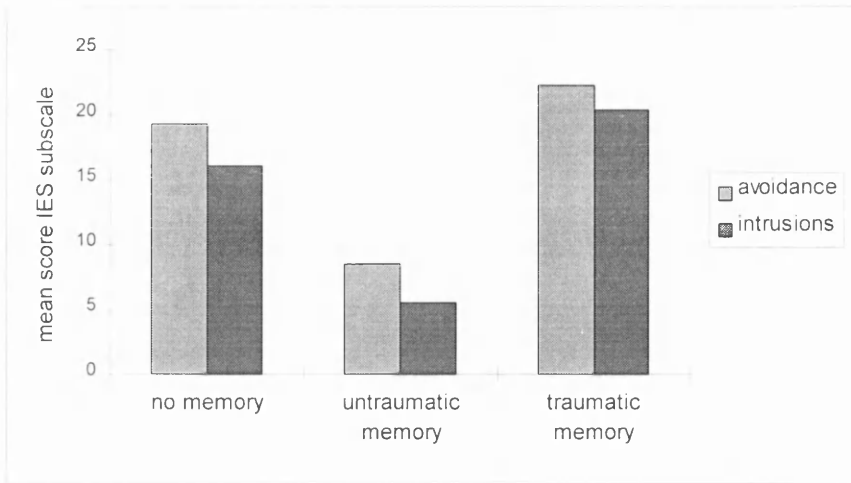 mean score IES subscale
25
20
15
10
5
0
no memory
untraumatic
memory
traumatic
memory
avoidance
intrusions